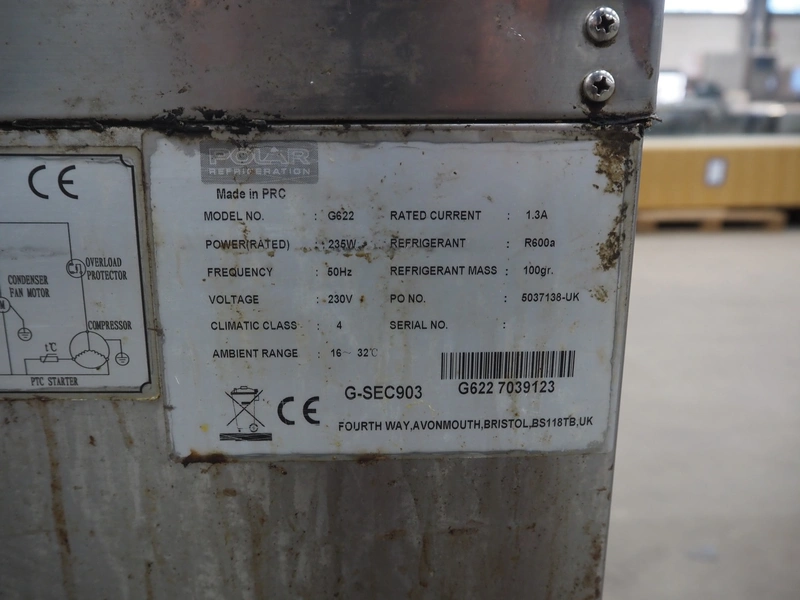 POLAR
REFRIGERATION
Made in PRC
MODEL NO. : G622 RATED CURRENT : 1.3A
POWER(RATED) : 235W REFRIGERANT : R600a
FREQUENCY : 50Hz REFRIGERANT MASS : 100gr.
VOLTAGE : 230V PO NO. : 5037138-UK
CLIMATIC CLASS : 4 SERIAL NO. :
AMBIENT RANGE : 16~32℃
G-SEC903 G622 7039123
CE
FOURTH WAY,AVONMOUTH,BRISTOL,BS118TB,UK
CE
OVERLOAD
PROTECTOR
CONDENSER
FAN MOTOR
M
COMPRESSOR
t℃
PTC STARTER